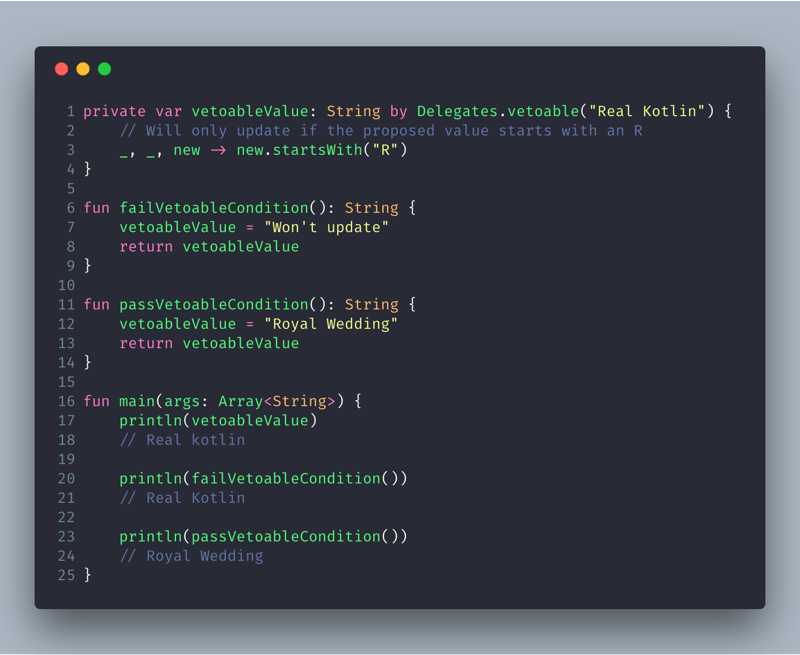 1 private var vetoableValue: String by Delegates.vetoable("Real Kotlin") {
2     // Will only update if the proposed value starts with an R
3     _, _, new -> new.startsWith("R")
4 }
5
6 fun failVetoableCondition(): String {
7     vetoableValue = "Won't update"
8     return vetoableValue
9 }
10
11 fun passVetoableCondition(): String {
12     vetoableValue = "Royal Wedding"
13     return vetoableValue
14 }
15
16 fun main(args: Array<String>) {
17     println(vetoableValue)
18     // Real kotlin
19
20     println(failVetoableCondition())
21     // Real Kotlin
22
23     println(passVetoableCondition())
24     // Royal Wedding
25 }